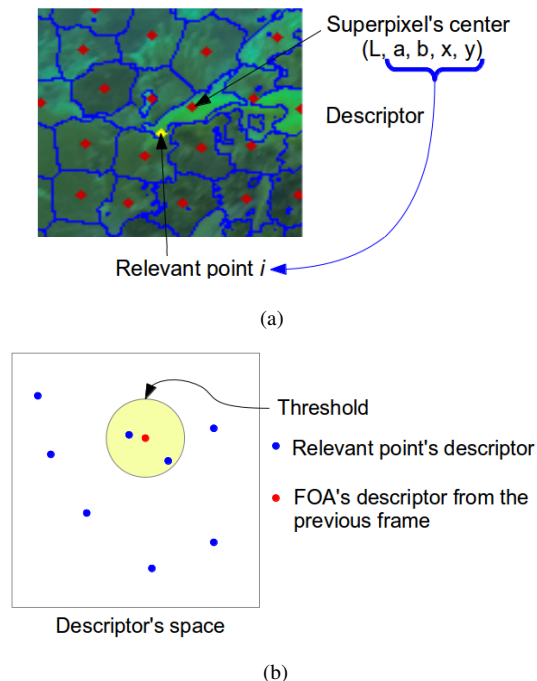 Superpixel's center
(L, a, b, x, y)
Descriptor
Relevant point i
(a)
Threshold
Relevant point's descriptor
FOA's descriptor from the
previous frame
Descriptor's space
(b)